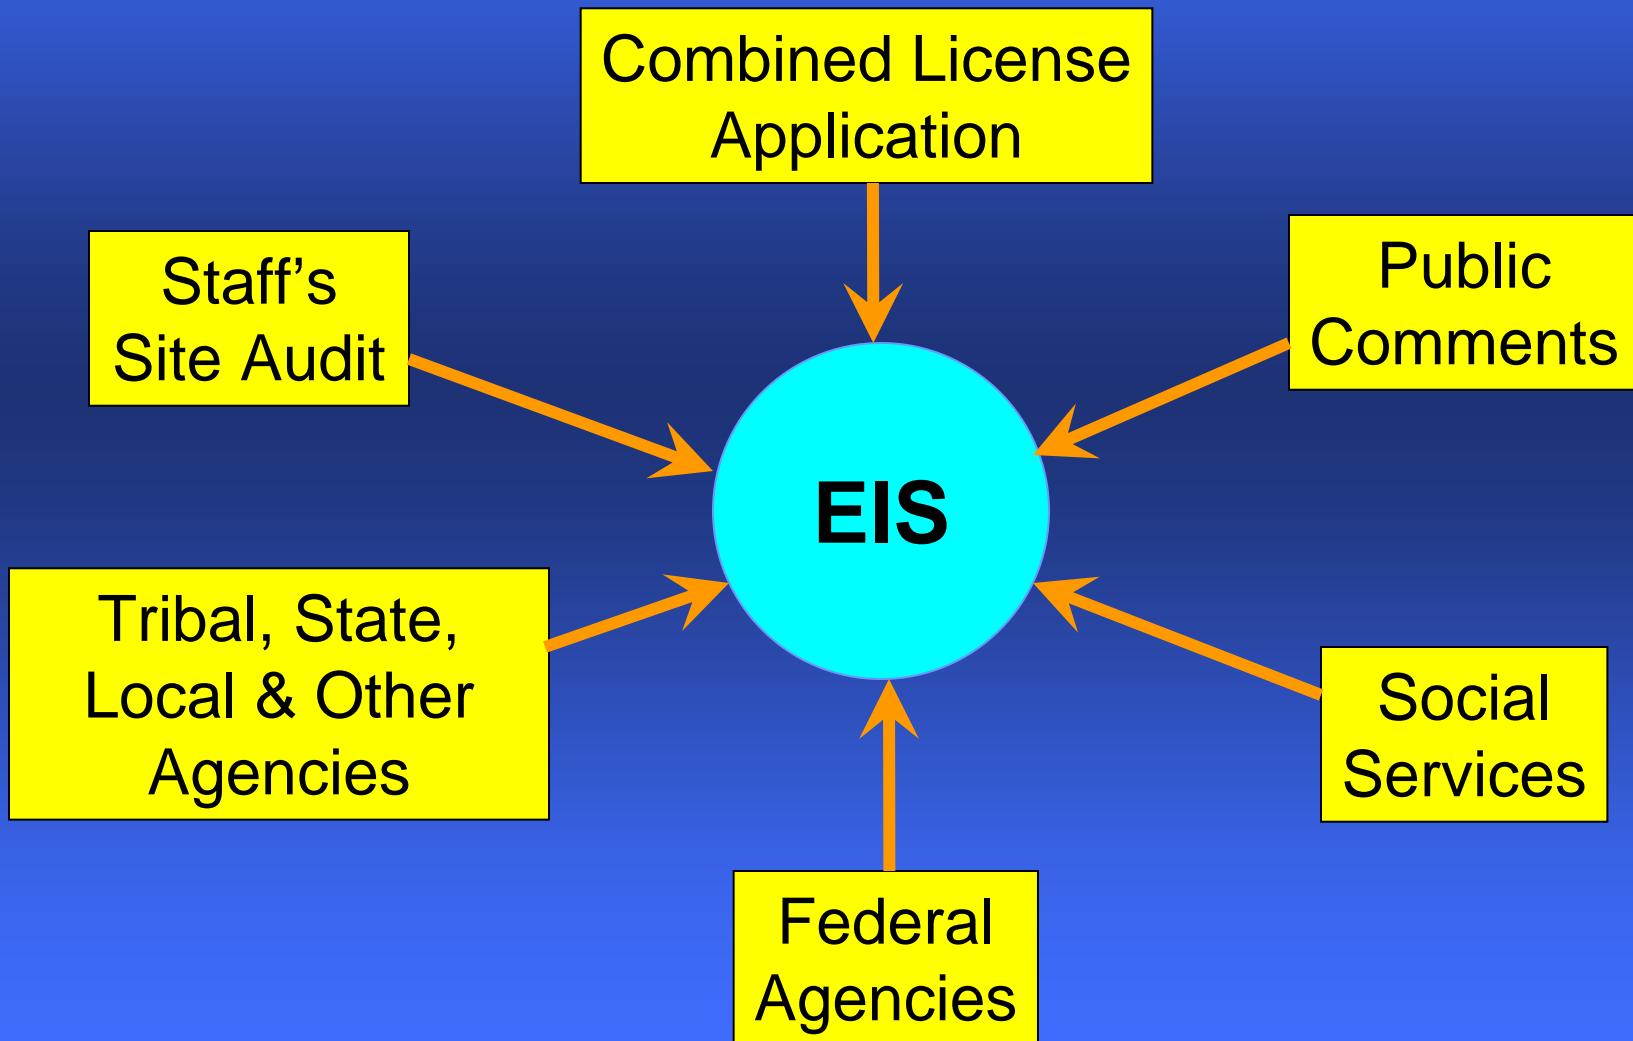 Combined License
Application
Staff’s
Site Audit
Public
Comments
EIS
Tribal, State,
Local & Other
Agencies
Social
Services
Federal
Agencies